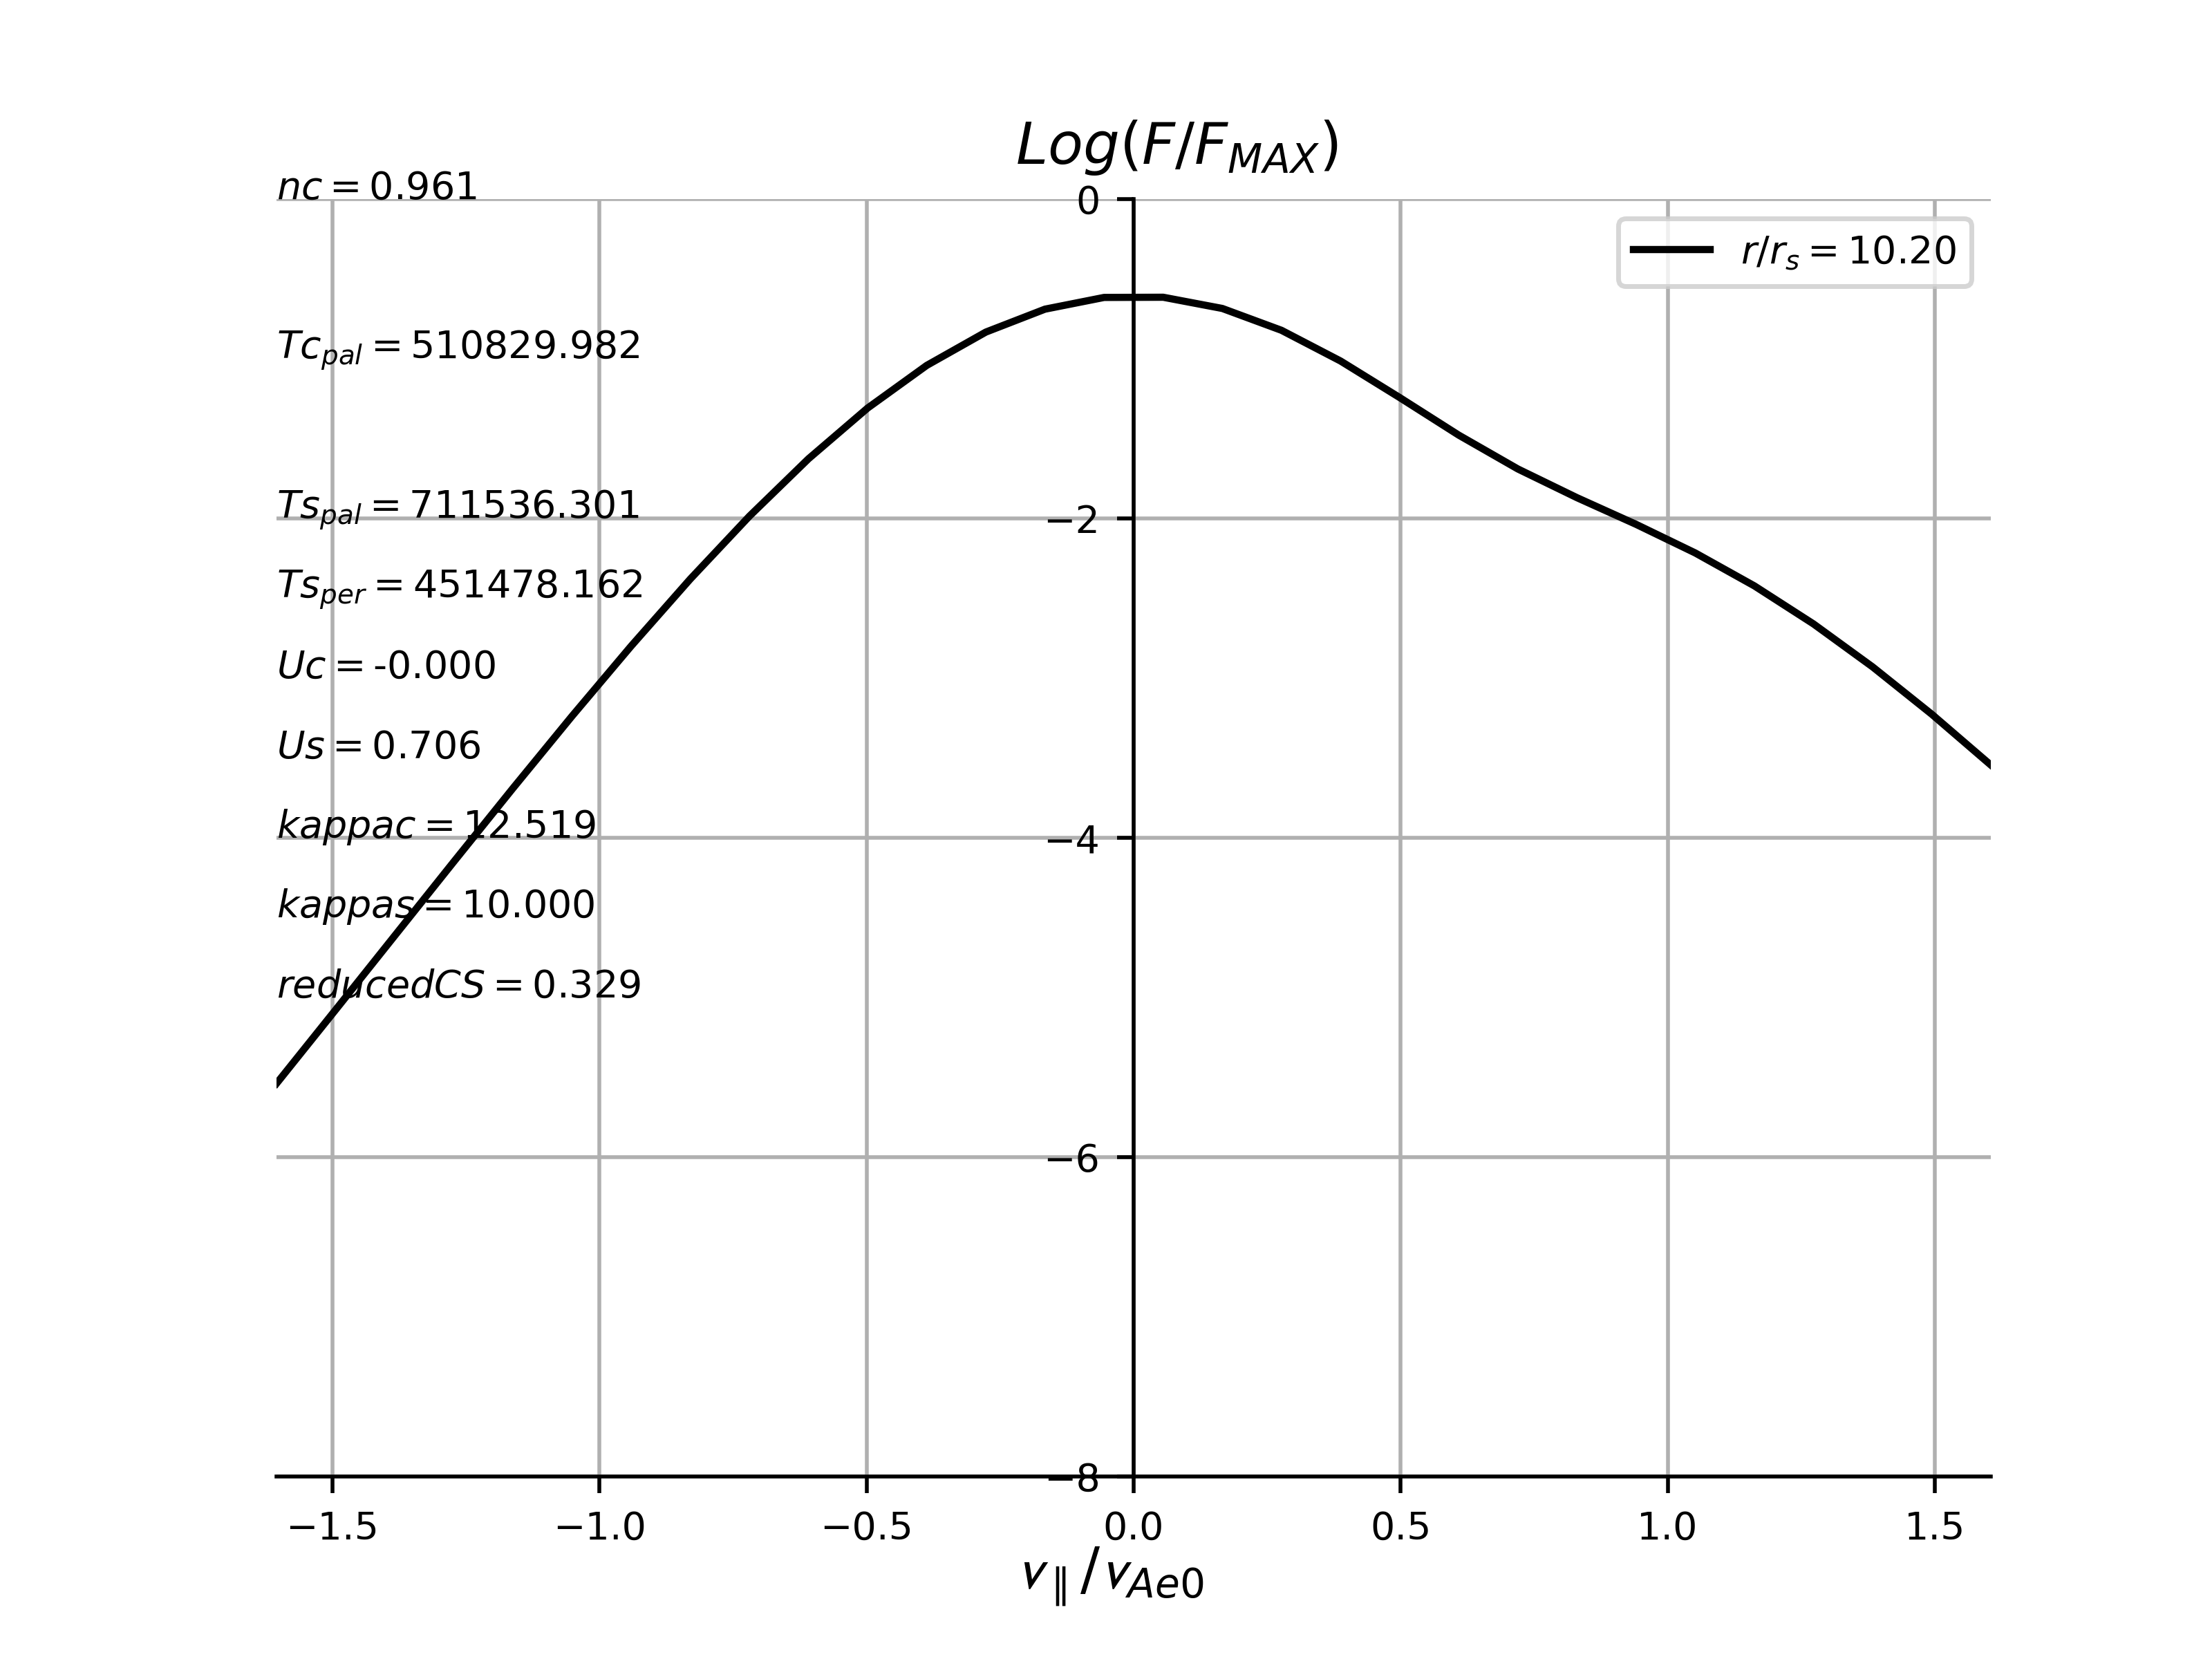 Log(F/F_MAX)
nc = 0.961
0
r/r_s = 10.20
Tc_pal = 510829.982
Ts_pal = 711536.301
−2
Ts_per = 451478.162
Uc = -0.000
Us = 0.706
kappac = 12.519
−4
kappas = 10.000
reducedCS = 0.329
−6
−8
−1.5 −1.0 −0.5 0.0 0.5 1.0 1.5
v_∥/v_Ae0